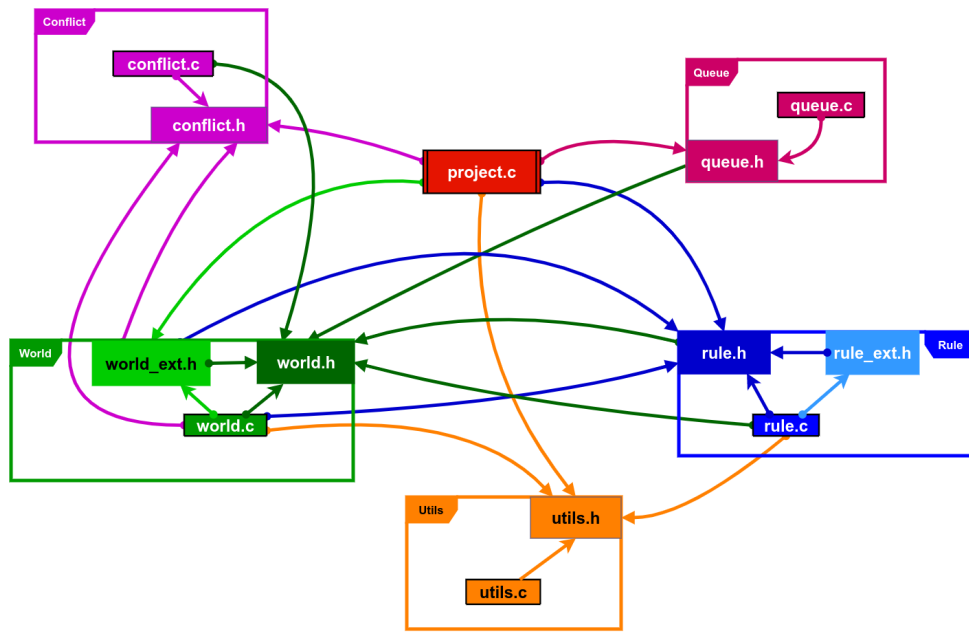 Conflict
conflict.c
conflict.h
Queue
queue.c
queue.h
project.c
World
world_ext.h
world.h
world.c
Rule
rule.h
rule_ext.h
rule.c
Utils
utils.h
utils.c